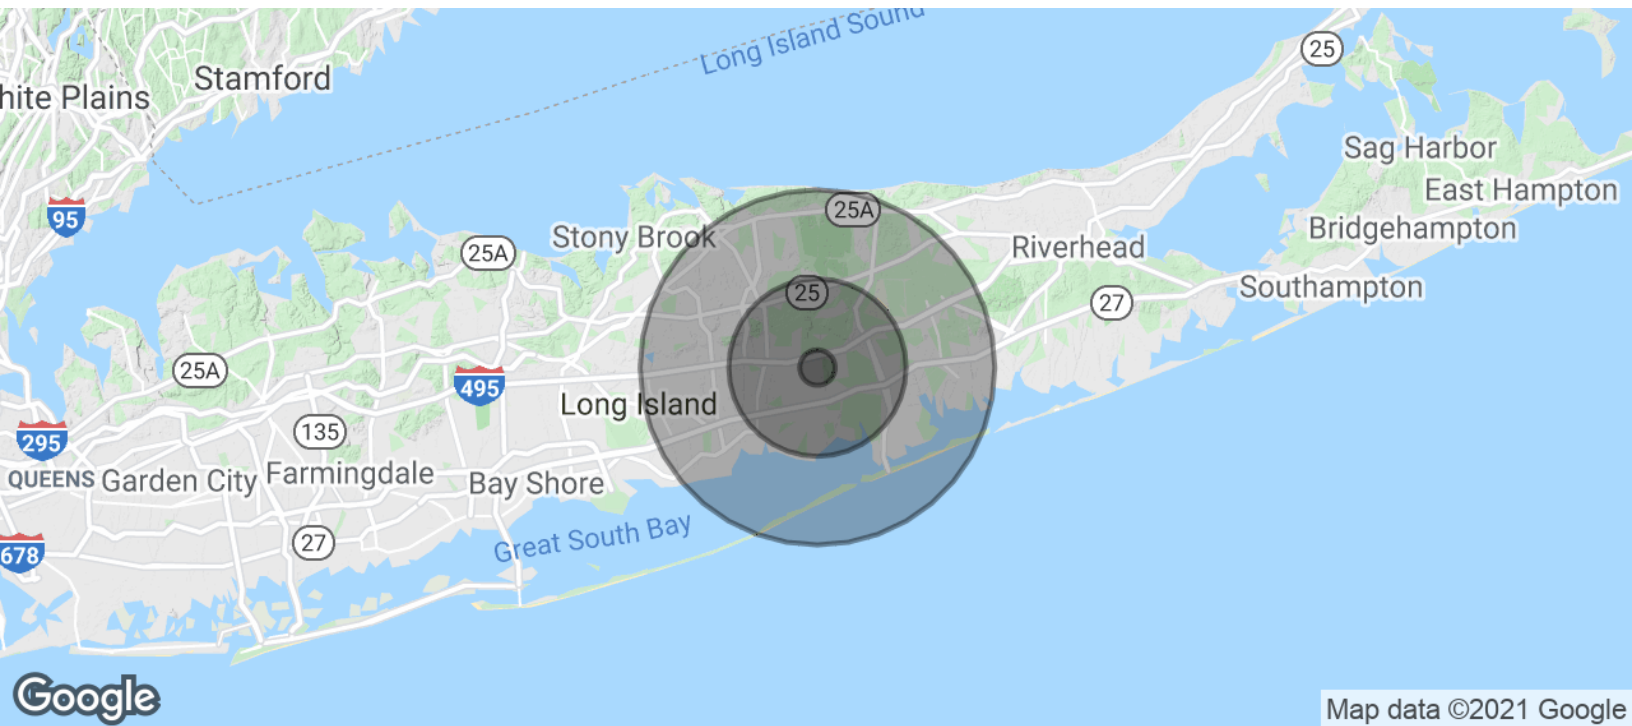 Long Island Sound
25
Stamford
hite Plains
Sag Harbor
East Hampton
95
25A
Bridgehampton
Stony Brook
25A
Riverhead
Southampton
25
27
25A
495
Long Island
295
135
QUEENS
Garden City
Farmingdale
Bay Shore
Great South Bay
27
678
Google
Map data ©2021 Google